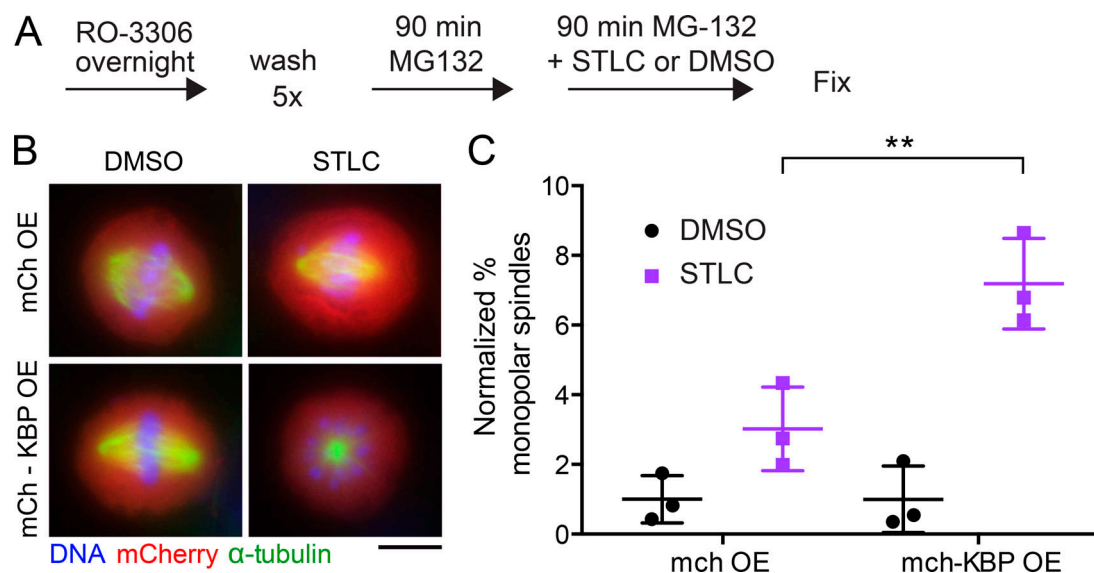 A
RO-3306
overnight
wash
5x
90 min
MG132
90 min MG-132
+ STLC or DMSO
Fix
B
DMSO
STLC
mCh OE
mCh - KBP OE
DNA mCherry α-tubulin
C
**
Normalized %
monopolar spindles
10
8
6
4
2
0
DMSO
STLC
mch OE
mch-KBP OE